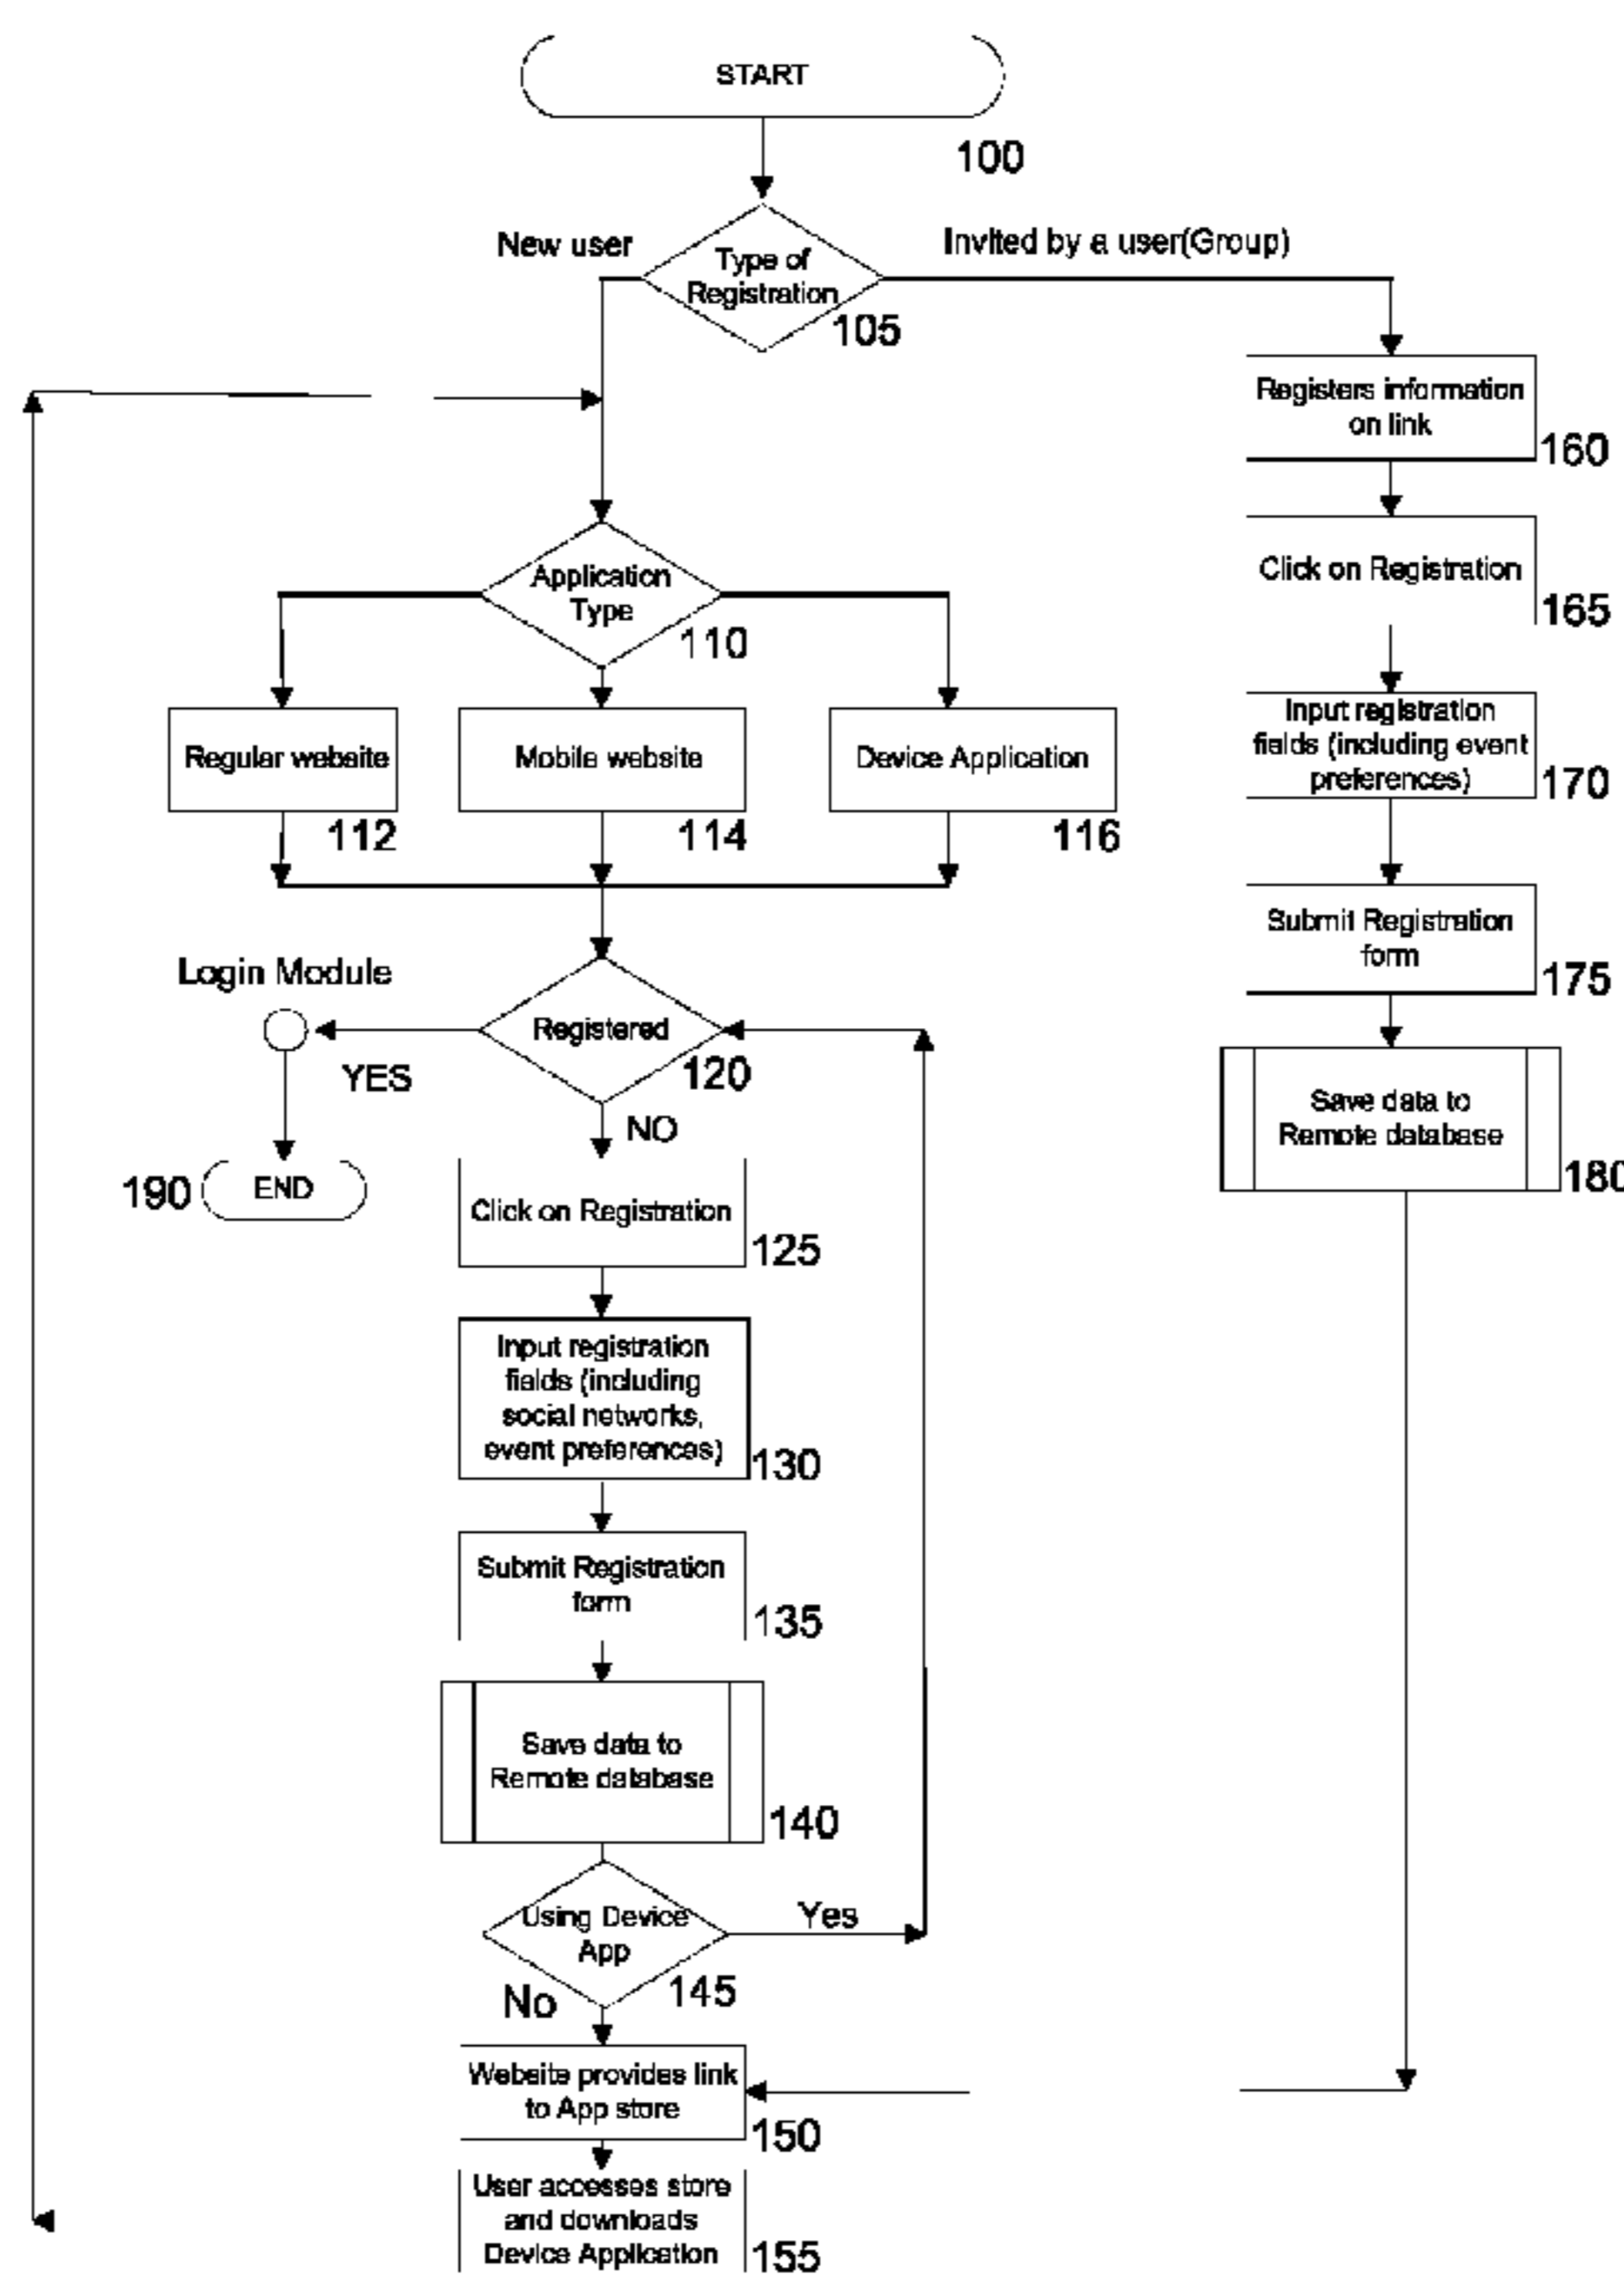 START
100
New user
Invited by a user(Group)
Type of
Registration
105
Registers information
on link
160
Click on Registration
165
Application
Type
110
Regular website
112
Mobile website
114
Device Application
116
Input registration
fields (including event
preferences)
170
Submit Registration
form
175
Login Module
Registered
120
YES
NO
Save data to
Remote database
180
190
END
Click on Registration
125
Input registration
fields (including
social networks,
event preferences)
130
Submit Registration
form
135
Save data to
Remote database
140
Using Device
App
145
Yes
No
Website provides link
to App store
150
User accesses store
and downloads
Device Application
155